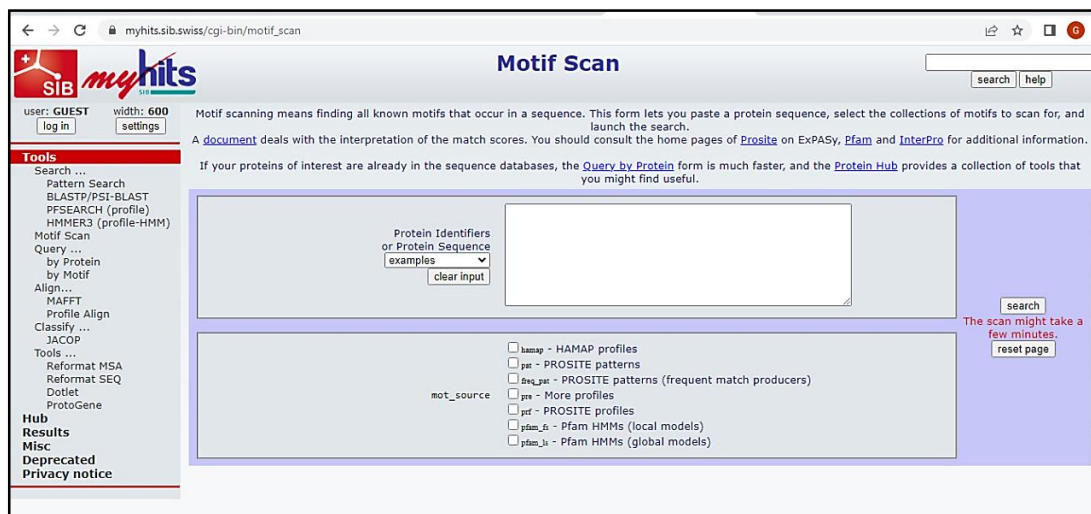 myhits.sib.swiss/cgi-bin/motif_scan
G
SIB myhits
SIB
Motif Scan
search help
user: GUEST width: 600
log in settings
Motif scanning means finding all known motifs that occur in a sequence. This form lets you paste a protein sequence, select the collections of motifs to scan for, and
launch the search.
A document deals with the interpretation of the match scores. You should consult the home pages of Prosite on ExPASy, Pfam and InterPro for additional information.
If your proteins of interest are already in the sequence databases, the Query by Protein form is much faster, and the Protein Hub provides a collection of tools that
you might find useful.
Tools
Search ...
Pattern Search
BLASTP/PSI-BLAST
PFSEARCH (profile)
HMMER3 (profile-HMM)
Motif Scan
Query ...
by Protein
by Motif
Align...
MAFFT
Profile Align
Classify ...
JACOP
Tools ...
Reformat MSA
Reformat SEQ
Dotlet
ProtoGene
Hub
Results
Misc
Deprecated
Privacy notice
Protein Identifiers
or Protein Sequence
examples
clear input
mot_source
hamap - HAMAP profiles
pat - PROSITE patterns
freq_pat - PROSITE patterns (frequent match producers)
pre - More profiles
prf - PROSITE profiles
pfam_fs - Pfam HMMs (local models)
pfam_ls - Pfam HMMs (global models)
search
The scan might take a
few minutes.
reset page